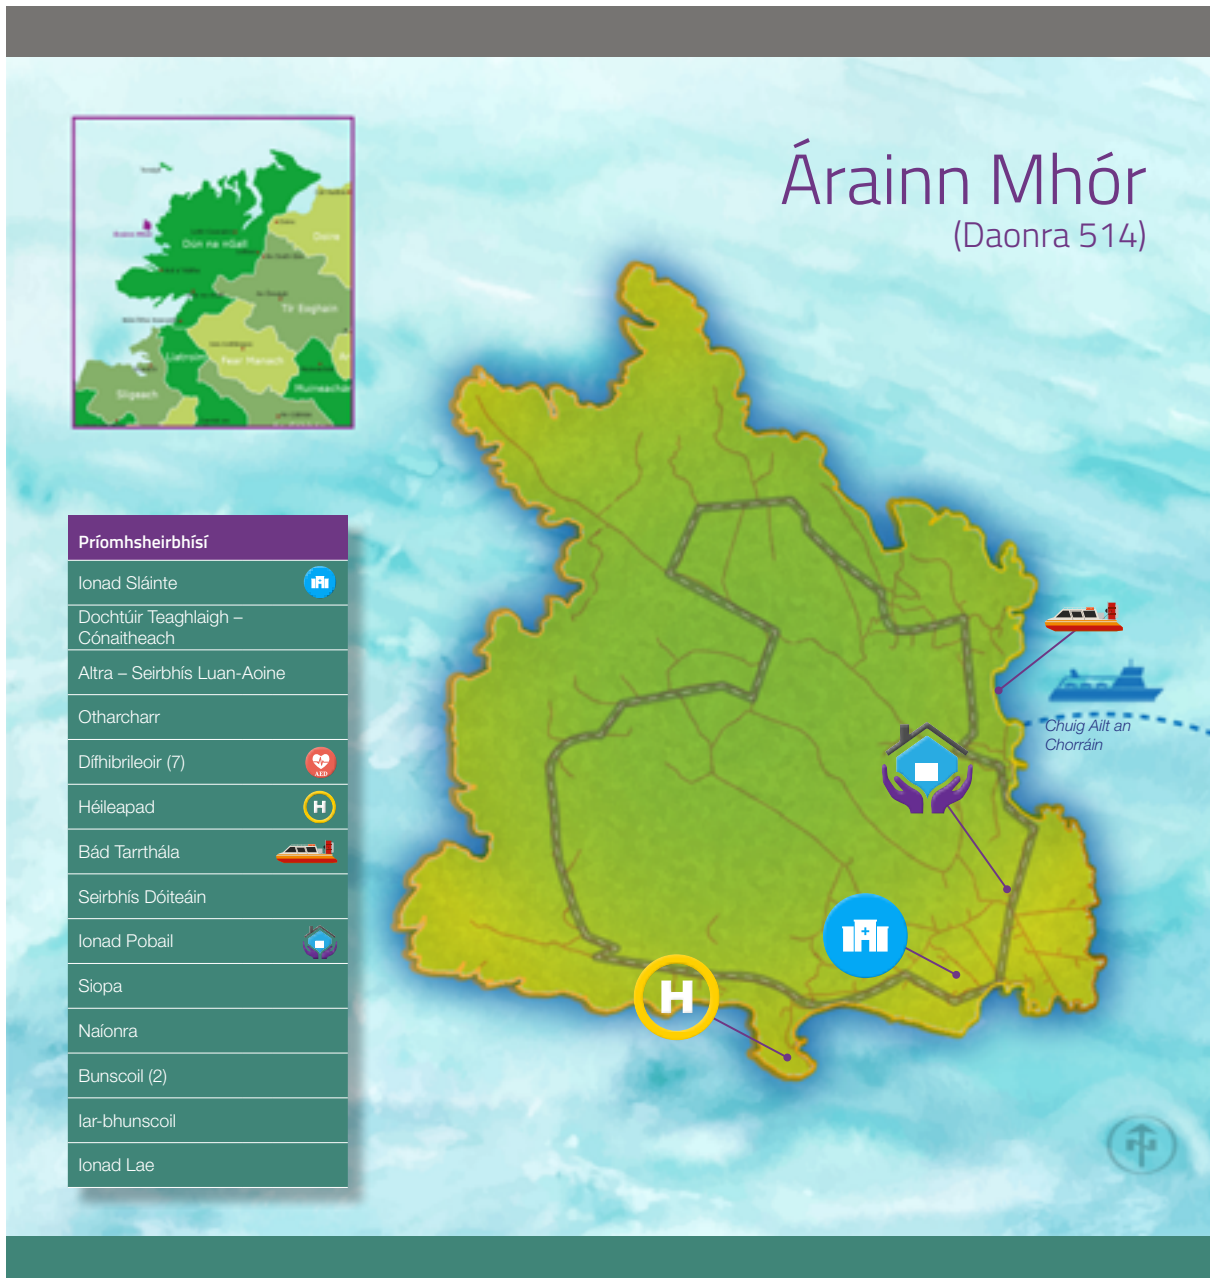 Árainn Mhór
(Daonra 514)
Dún na nGall
Doire
Tír Eoghain
Liatroim
Fear Manach
Sligeach
Muineachán
Príomhsheirbhísí
Ionad Sláinte
Dochtúir Teaghlaigh –
Cónaitheach
Altra – Seirbhís Luan-Aoine
Otharcharr
Dífhibrileoir (7)
AED
Héileapad
H
Bád Tarrthála
Seirbhís Dóiteáin
Ionad Pobail
Siopa
Naíonra
Bunscoil (2)
Iar-bhunscoil
Ionad Lae
Chuig Ailt an
Chorráin
H